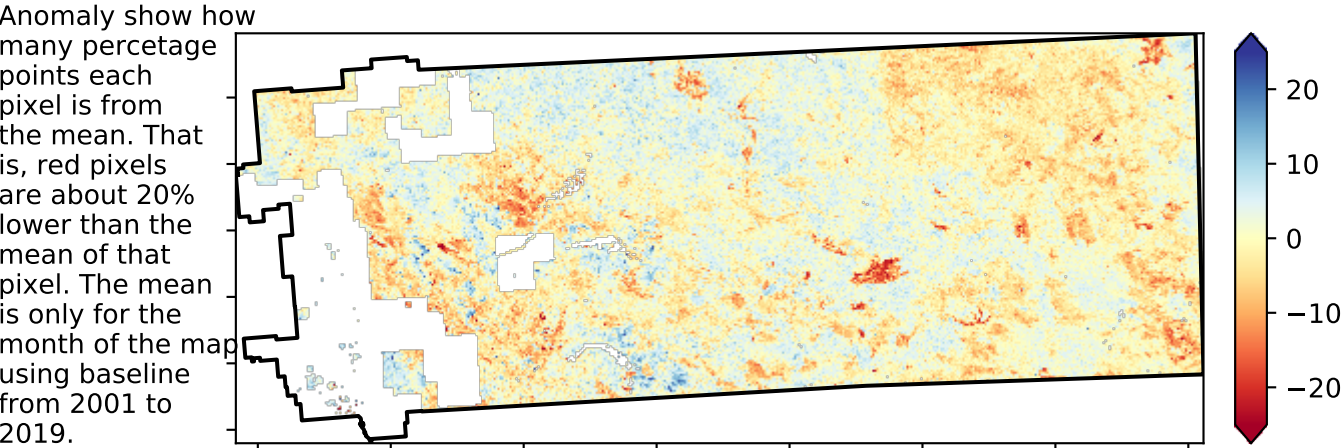 Anomaly show how
many percetage
points each
pixel is from
the mean. That
is, red pixels
are about 20%
lower than the
mean of that
pixel. The mean
is only for the
month of the map
using baseline
from 2001 to
2019.
20
10
0
−10
−20